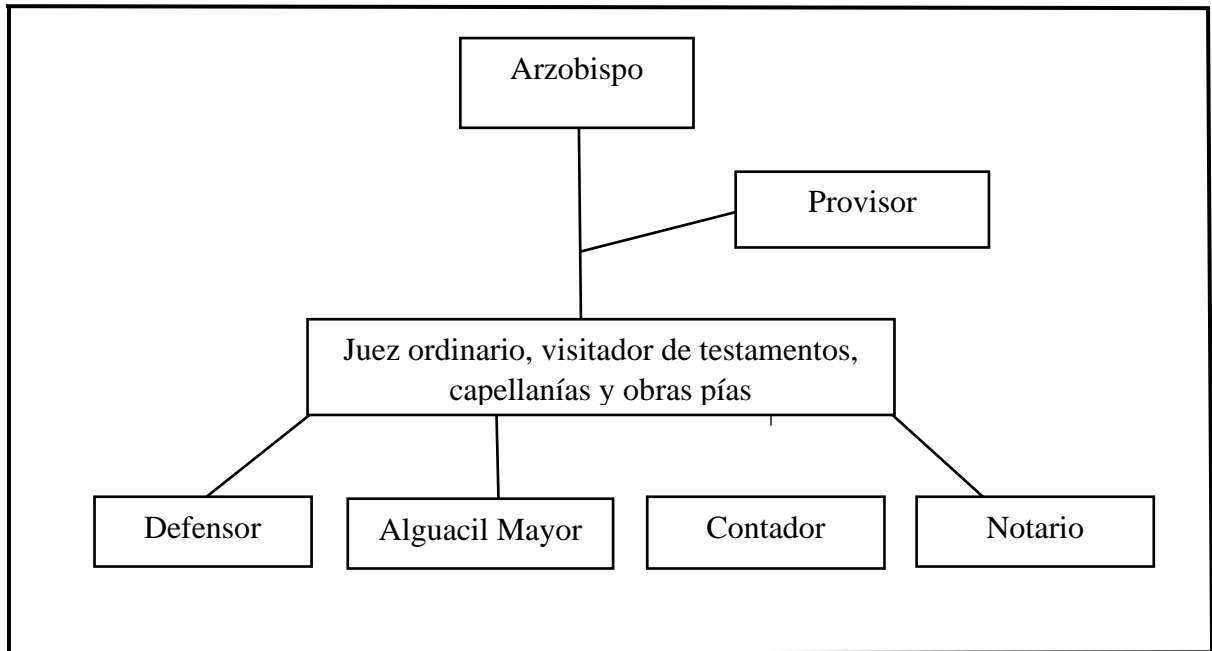 Arzobispo
Provisor
Juez ordinario, visitador de testamentos,
capellanías y obras pías
Defensor
Alguacil Mayor
Contador
Notario